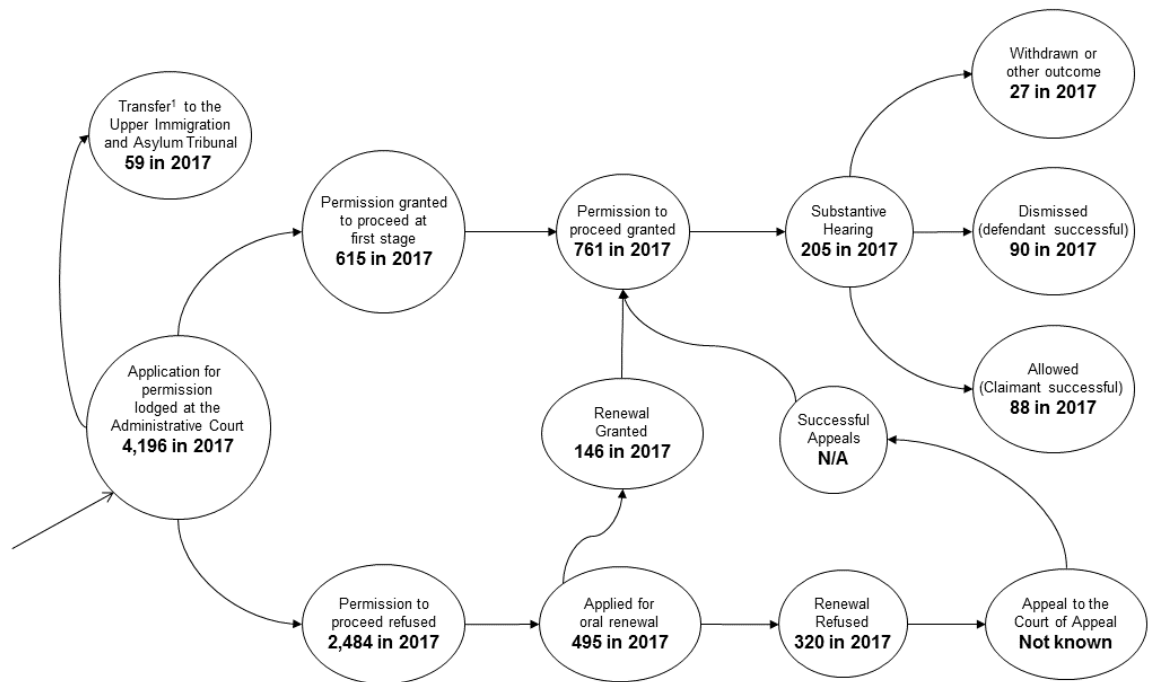 Withdrawn or
other outcome
27 in 2017
Transfer¹ to the
Upper Immigration
and Asylum Tribunal
59 in 2017
Permission granted
to proceed at
first stage
615 in 2017
Permission to
proceed granted
761 in 2017
Substantive
Hearing
205 in 2017
Dismissed
(defendant successful)
90 in 2017
Application for
permission
lodged at the
Administrative Court
4,196 in 2017
Renewal
Granted
146 in 2017
Successful
Appeals
N/A
Allowed
(Claimant successful)
88 in 2017
Permission to
proceed refused
2,484 in 2017
Applied for
oral renewal
495 in 2017
Renewal
Refused
320 in 2017
Appeal to the
Court of Appeal
Not known